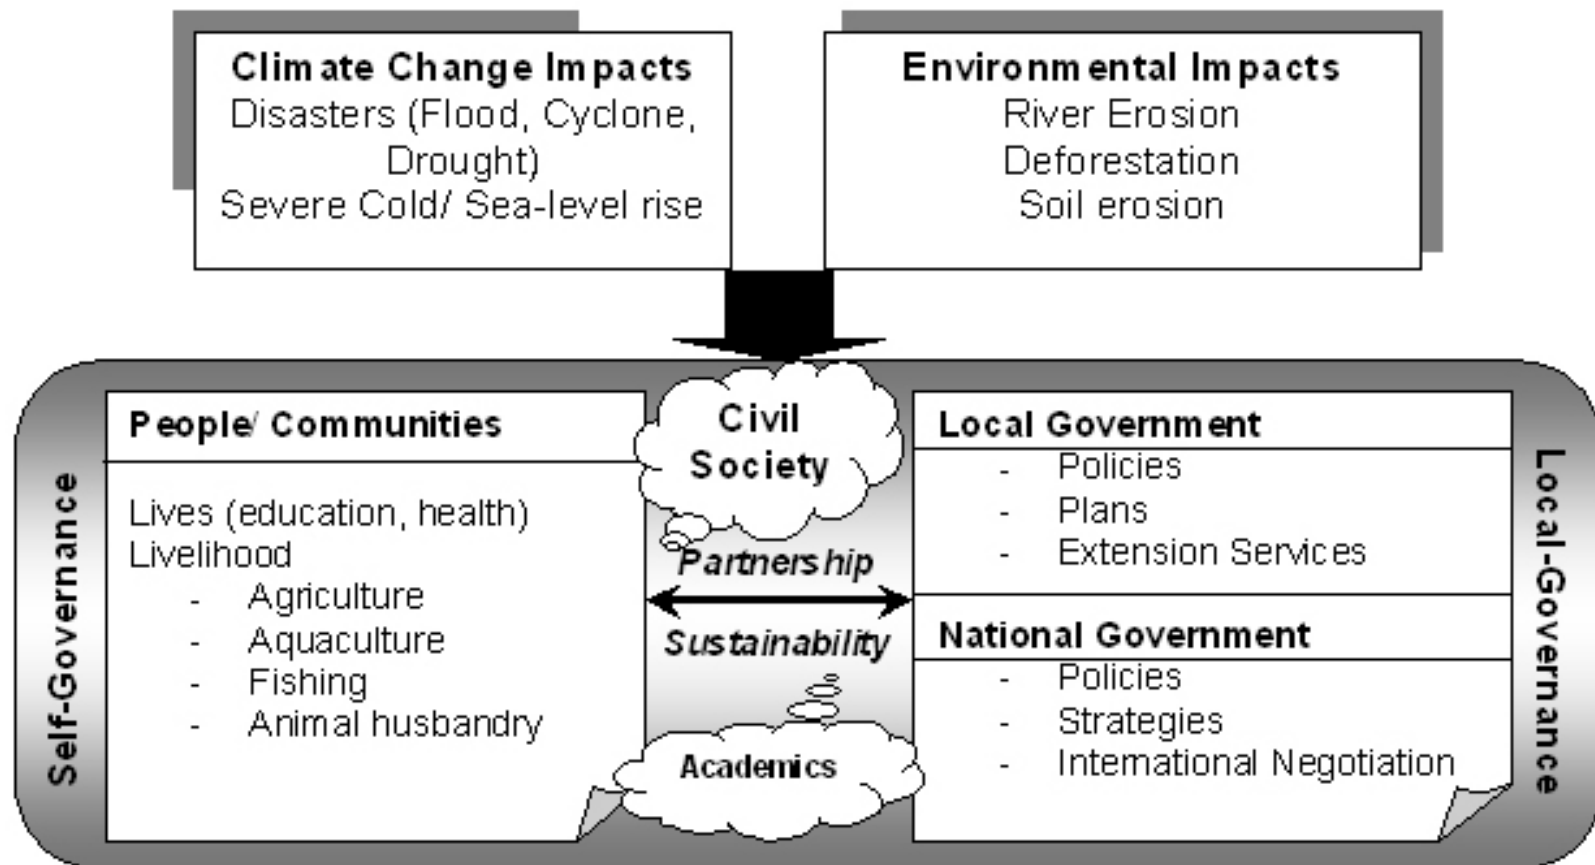 Climate Change Impacts
Disasters (Flood, Cyclone,
Drought)
Severe Cold/ Sea-level rise
Environmental Impacts
River Erosion
Deforestation
Soil erosion
Self-Governance
People/ Communities
Lives (education, health)
Livelihood
- Agriculture
- Aquaculture
- Fishing
- Animal husbandry
Civil
Society
Partnership
Sustainability
Academics
Local Government
- Policies
- Plans
- Extension Services
National Government
- Policies
- Strategies
- International Negotiation
Local-Governance